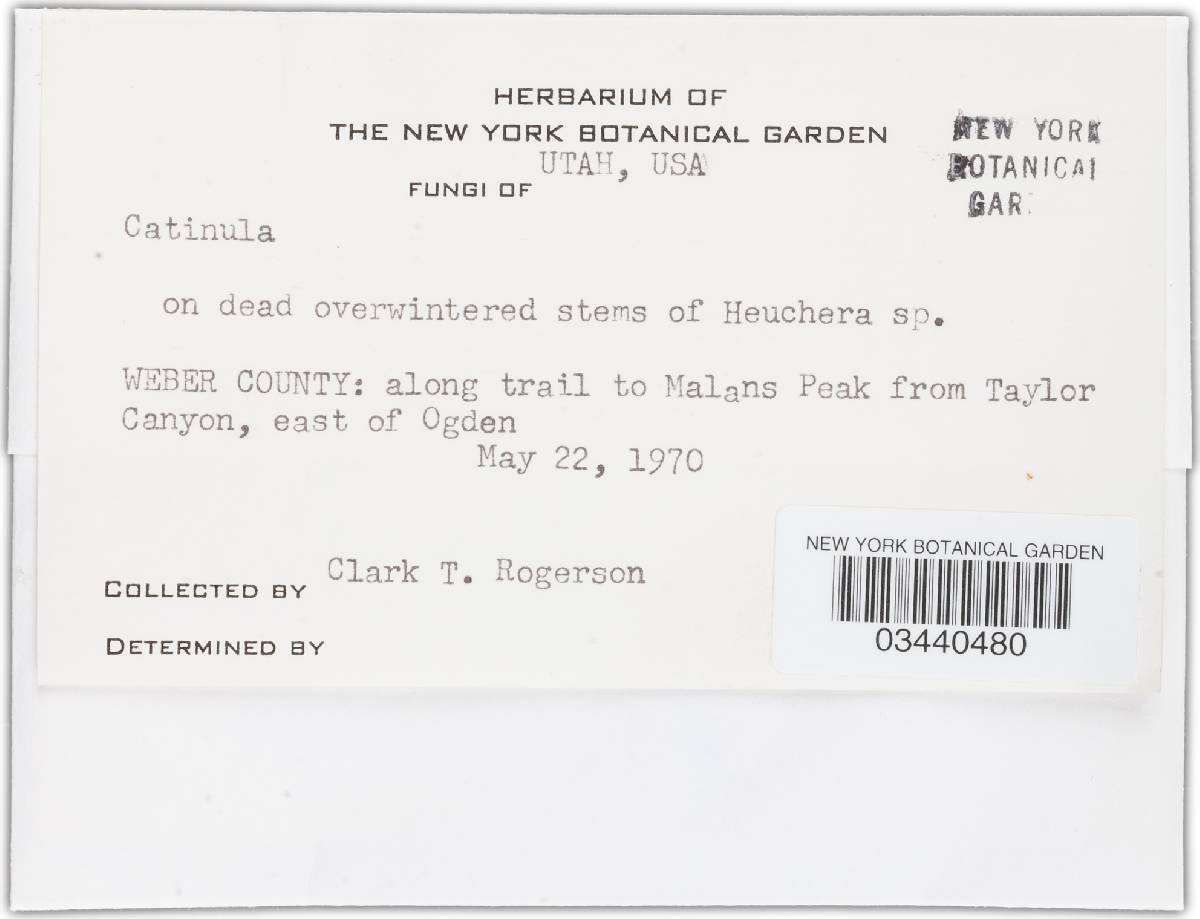 HERBARIUM OF
THE NEW YORK BOTANICAL GARDEN
UTAH, USA
FUNGI OF
NEW YORK
BOTANICAL
GAR
Catinula
on dead overwintered stems of Heuchera sp.
WEBER COUNTY: along trail to Malans Peak from Taylor
Canyon, east of Ogden
May 22, 1970
COLLECTED BY Clark T. Rogerson
DETERMINED BY
NEW YORK BOTANICAL GARDEN
03440480